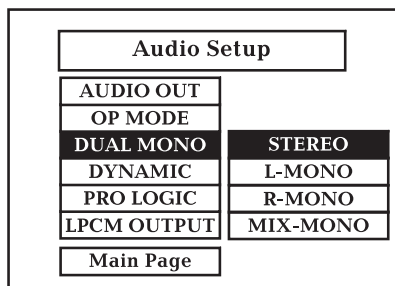 Audio Setup
AUDIO OUT
OP MODE
DUAL MONO
STEREO
DYNAMIC
L-MONO
PRO LOGIC
R-MONO
LPCM OUTPUT
MIX-MONO
Main Page